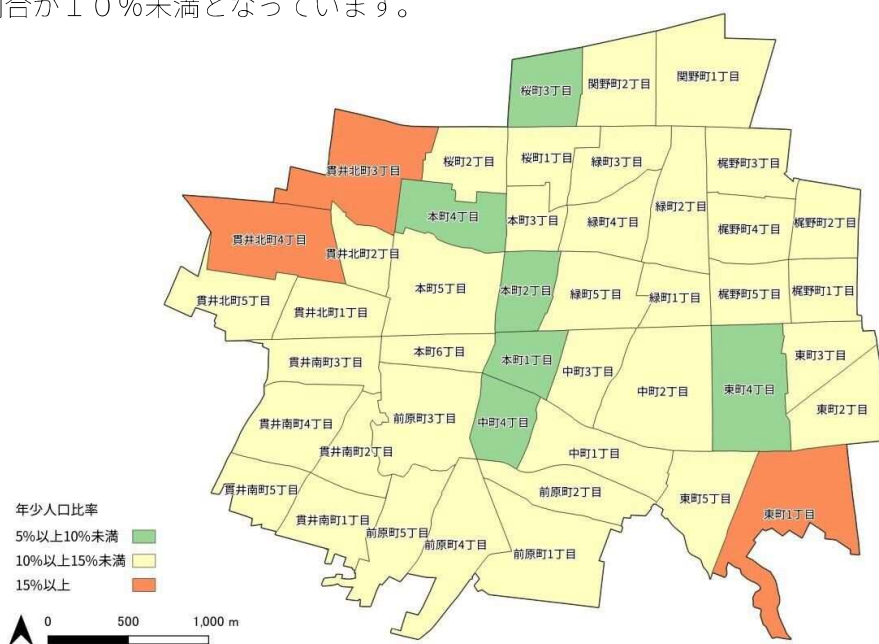 割合が１０％未満となっています。
桜町3丁目
関野町2丁目
関野町1丁目
貫井北町3丁目
桜町2丁目
桜町1丁目
緑町3丁目
梶野町3丁目
本町4丁目
本町3丁目
緑町4丁目
緑町2丁目
梶野町4丁目
梶野町2丁目
貫井北町4丁目
貫井北町2丁目
貫井北町5丁目
貫井北町1丁目
本町5丁目
本町2丁目
緑町5丁目
緑町1丁目
梶野町5丁目
梶野町1丁目
貫井南町3丁目
本町6丁目
本町1丁目
中町3丁目
中町2丁目
東町4丁目
東町3丁目
東町2丁目
貫井南町4丁目
前原町3丁目
中町4丁目
貫井南町2丁目
中町1丁目
貫井南町5丁目
前原町2丁目
東町5丁目
東町1丁目
貫井南町1丁目
前原町5丁目
前原町4丁目
前原町1丁目
年少人口比率
5%以上10%未満
10%以上15%未満
15%以上
0 500 1,000 m